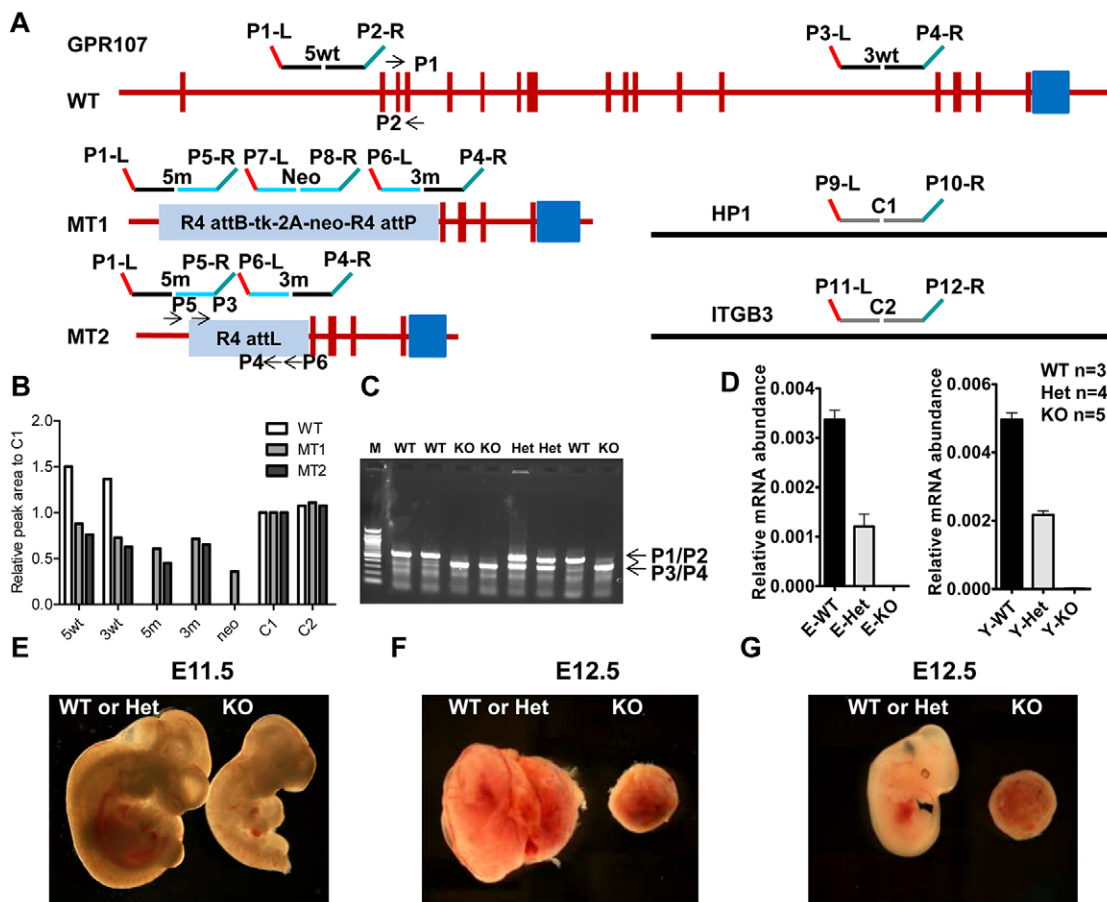 A
GPR107
P1-L
P2-R
5wt
P1
P3-L
P4-R
3wt
WT
P2
P1-L
P5-R
P7-L
P8-R
P6-L
P4-R
5m
Neo
3m
MT1
R4 attB-tk-2A-neo-R4 attP
P9-L
P10-R
C1
HP1
P1-L
P5-R
P6-L
P4-R
5m
3m
P5
P3
MT2
R4 attL
P4
P6
P11-L
P12-R
C2
ITGB3
B
Relative peak area to C1
2.0
1.5
1.0
0.5
0.0
WT
MT1
MT2
5wt
3wt
5m
3m
neo
C1
C2
C
M
WT
WT
KO
KO
Het
Het
WT
KO
P1/P2
P3/P4
D
Relative mRNA abundance
0.004
0.003
0.002
0.001
0.000
E-WT
E-Het
E-KO
Relative mRNA abundance
0.006
0.004
0.002
0.000
Y-WT
Y-Het
Y-KO
WT n=3
Het n=4
KO n=5
E
E11.5
WT or Het
KO
F
E12.5
WT or Het
KO
G
E12.5
WT or Het
KO